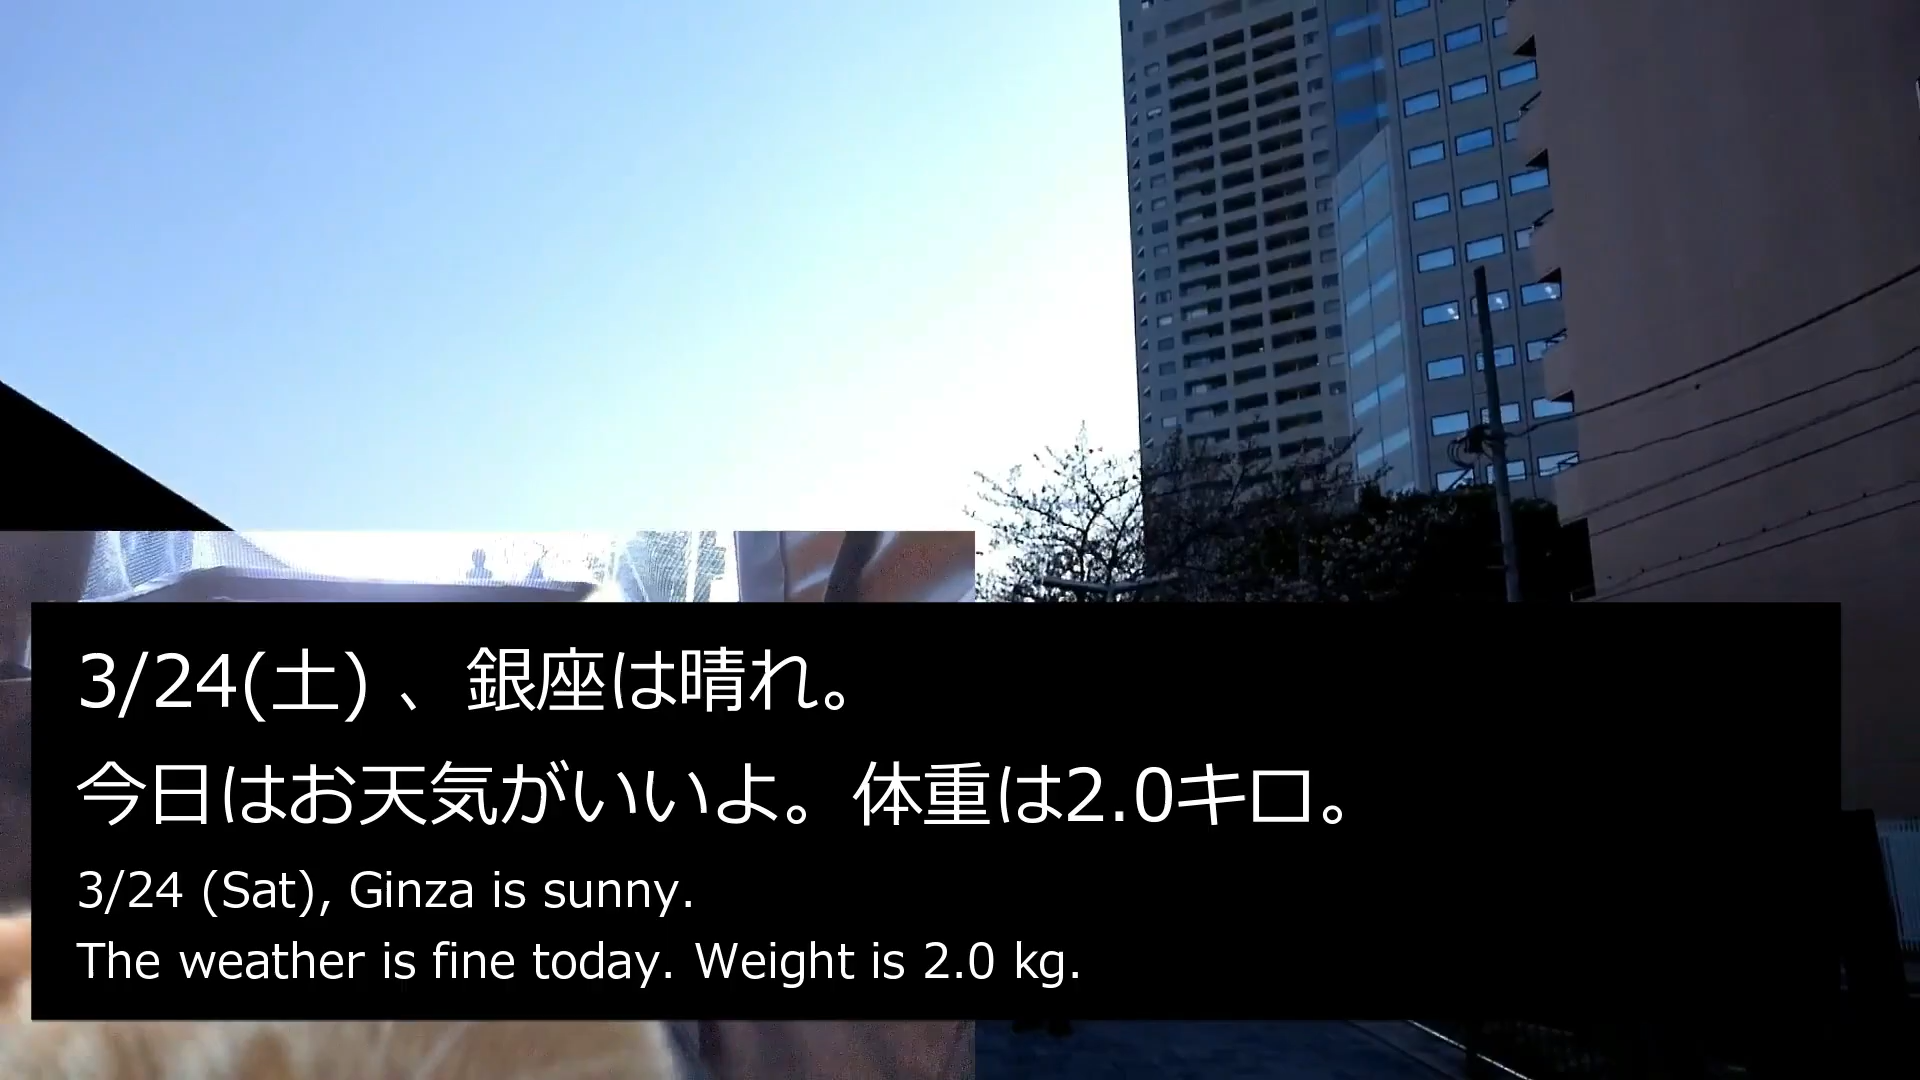 3/24(土) 、銀座は晴れ。
今日はお天気がいいよ。体重は2.0キロ。
3/24 (Sat), Ginza is sunny.
The weather is fine today. Weight is 2.0 kg.